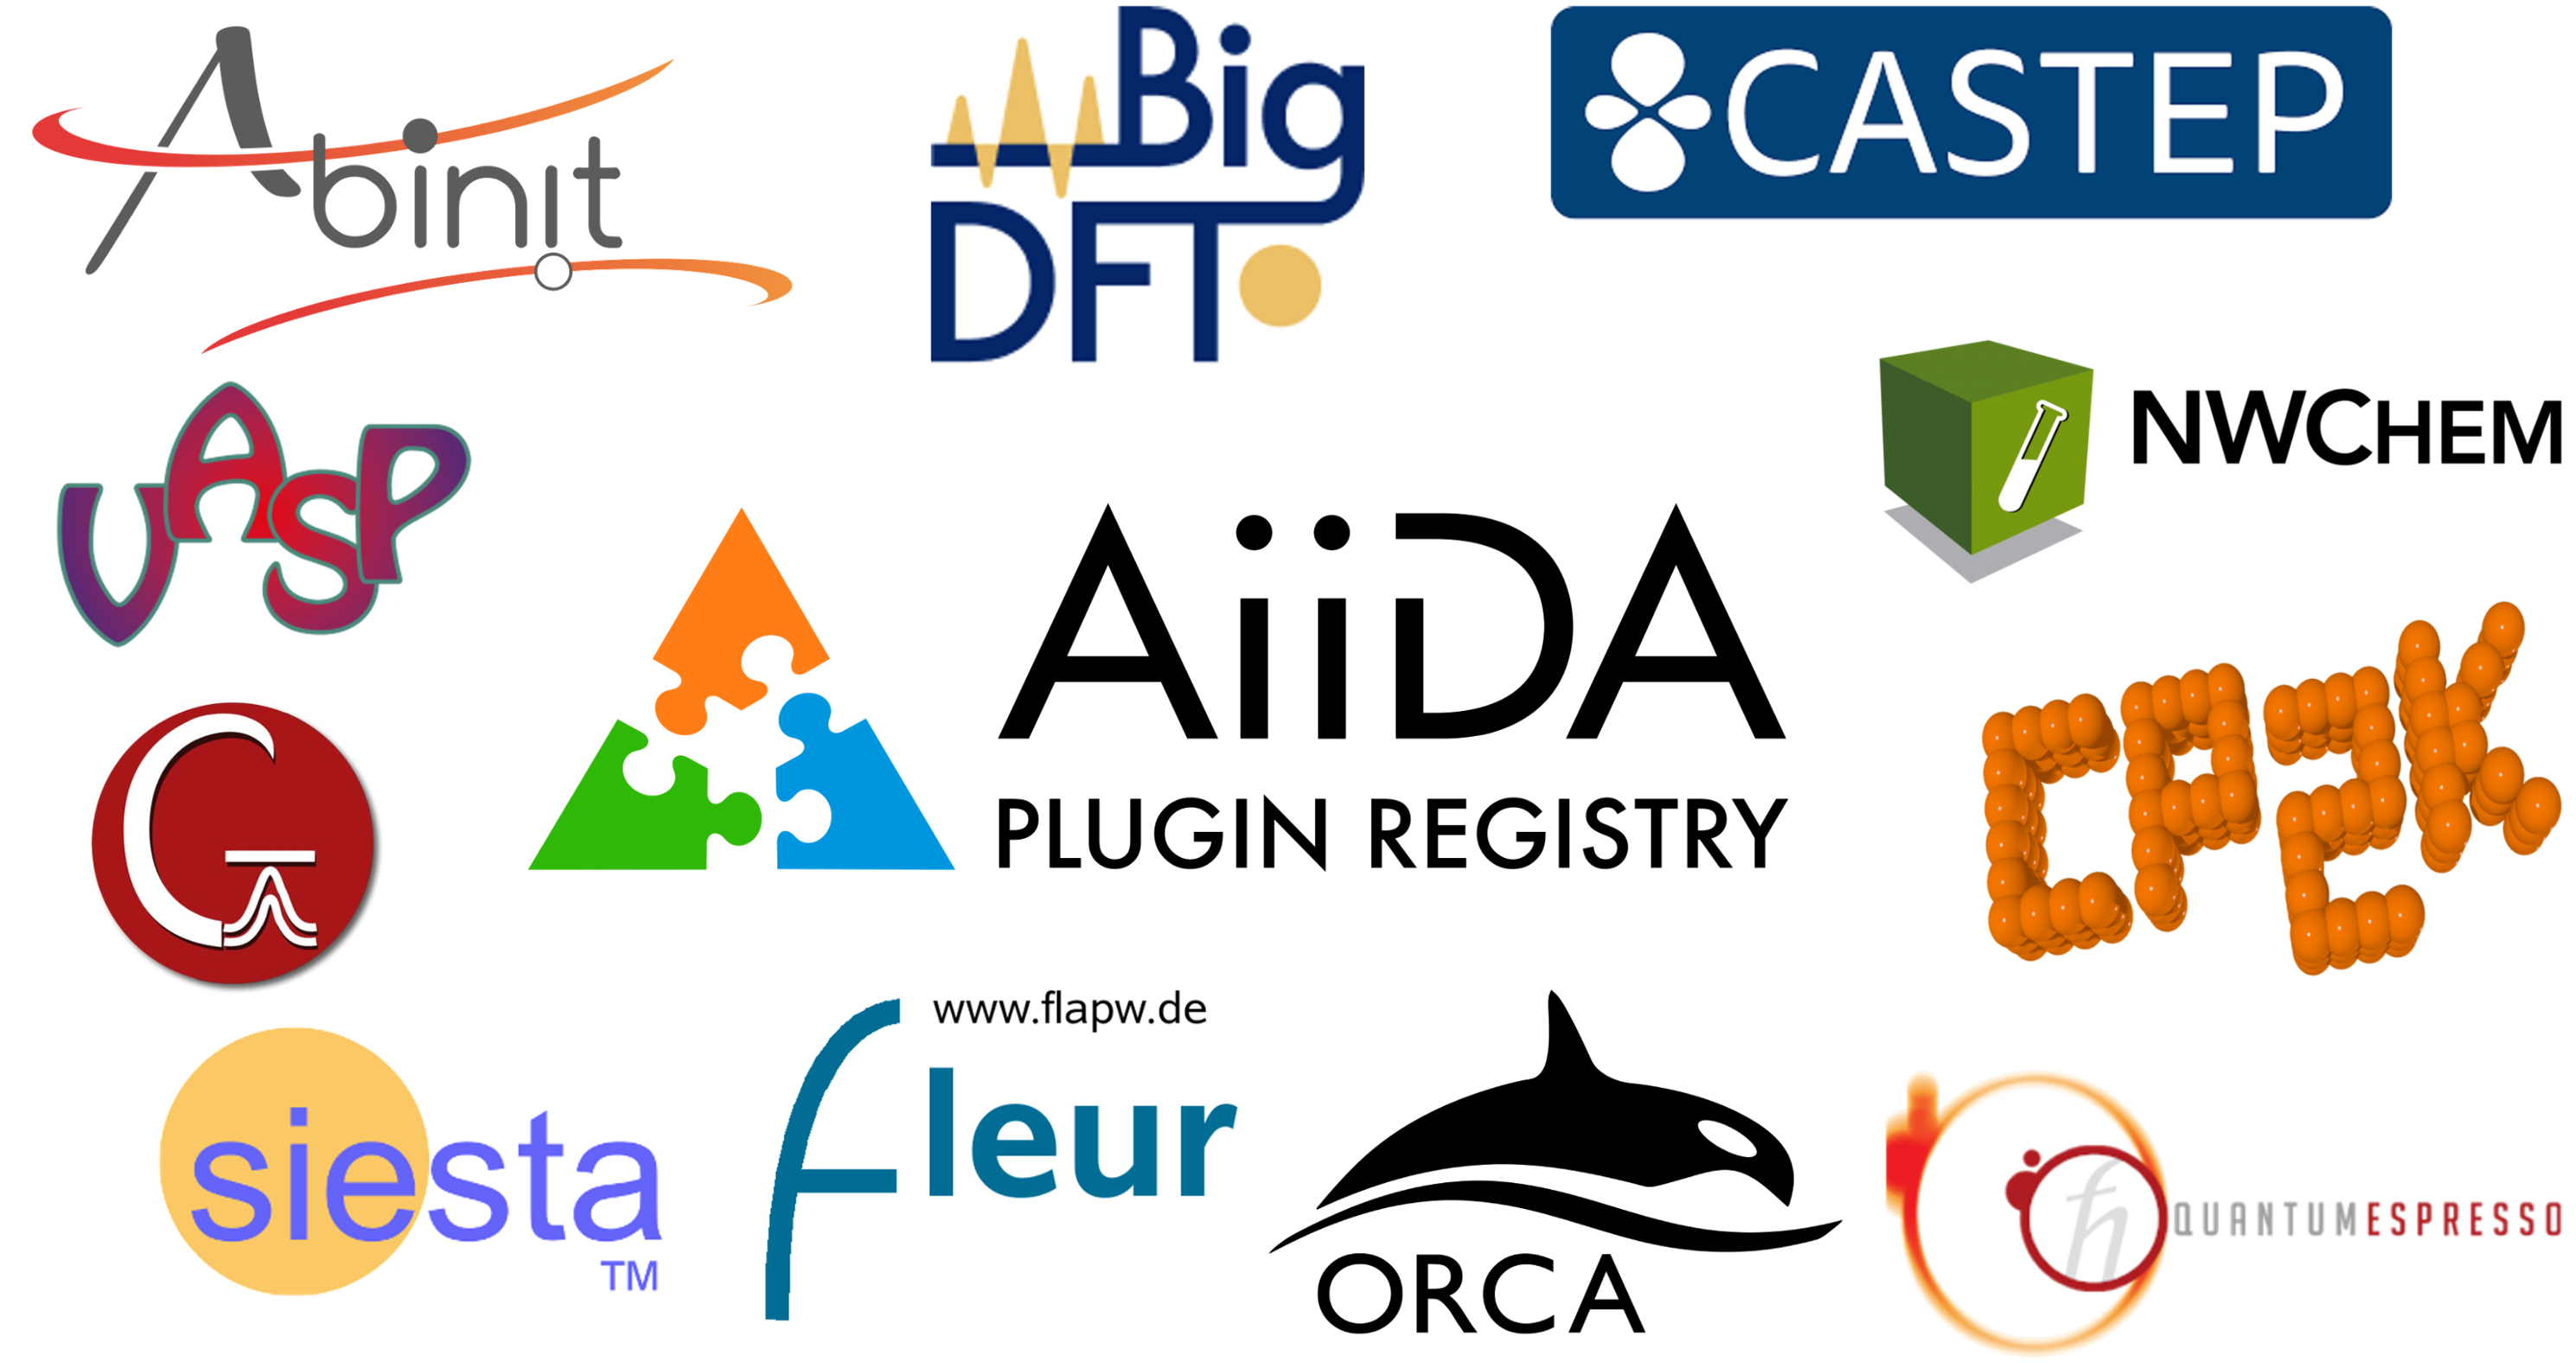 Abinit
Big
DFT
CASTEP
VASP
NWCHEM
AiiDA
PLUGIN REGISTRY
CP2K
G
siesta
TM
www.flapw.de
fleur
ORCA
ħ
QUANTUMESPRESSO